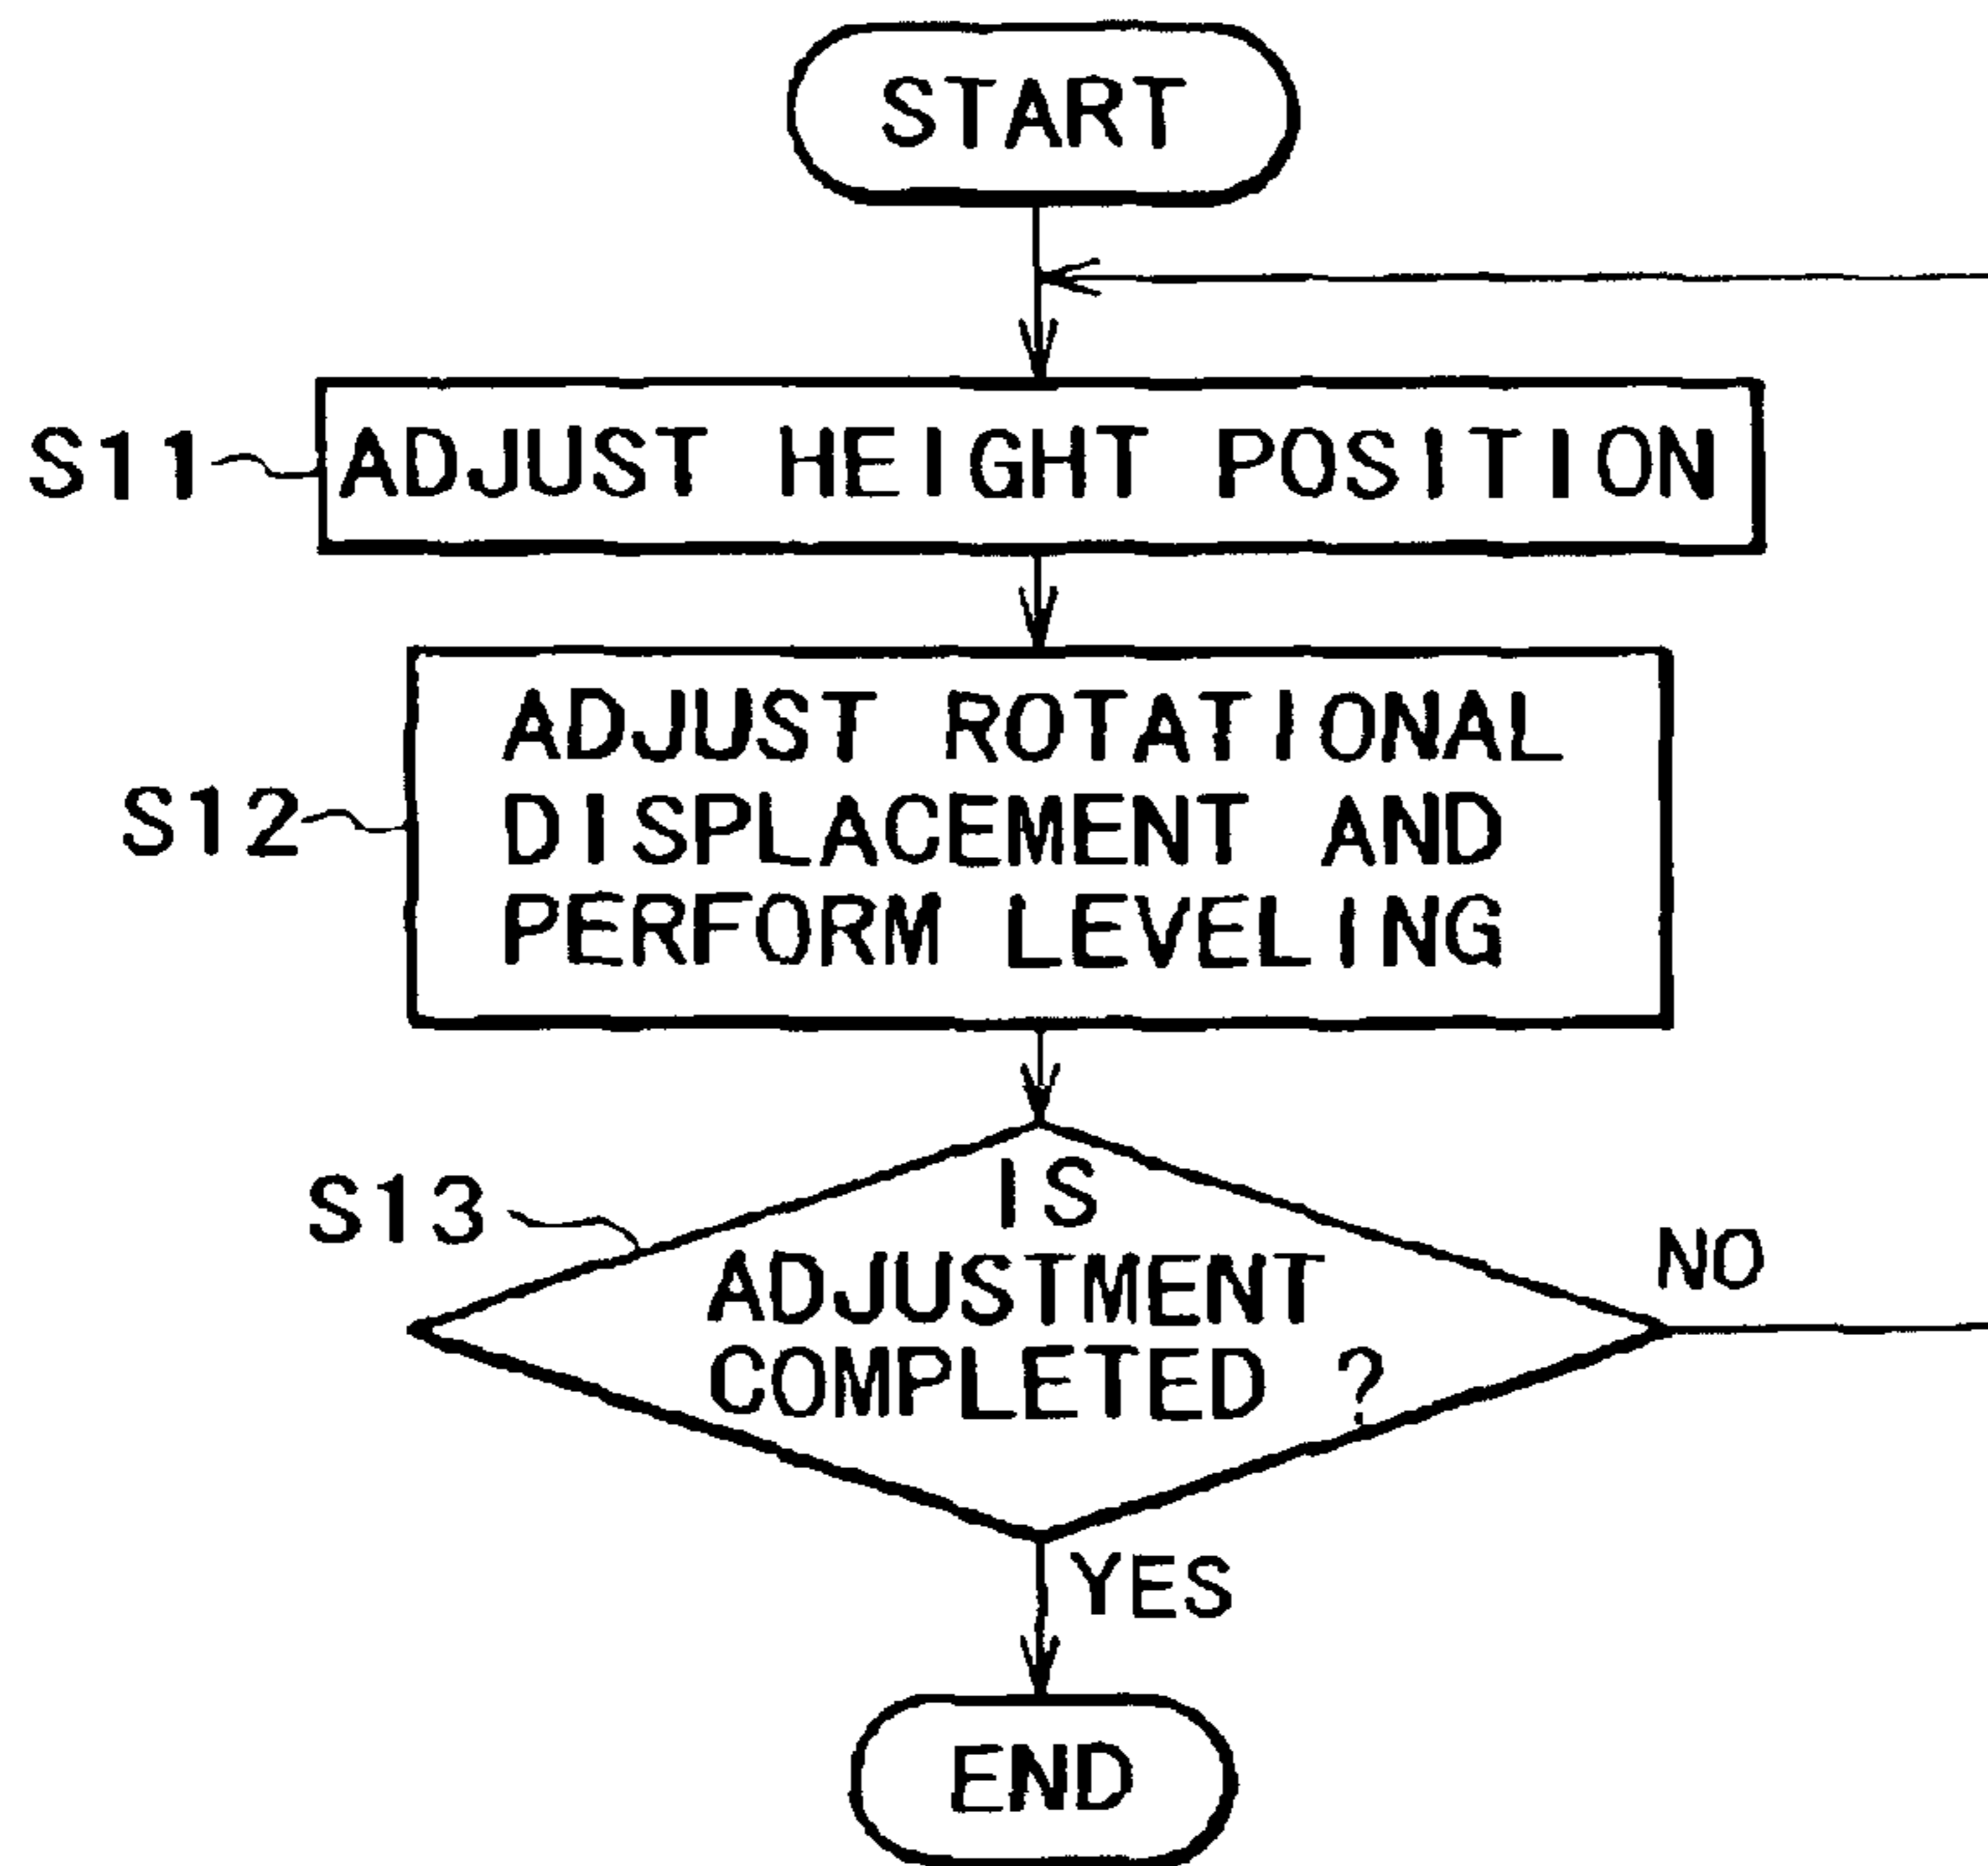 START
S11 ADJUST HEIGHT POSITION
ADJUST ROTATIONAL
S12 DISPLACEMENT AND
PERFORM LEVELING
S13 IS
ADJUSTMENT
COMPLETED ?
NO
YES
END